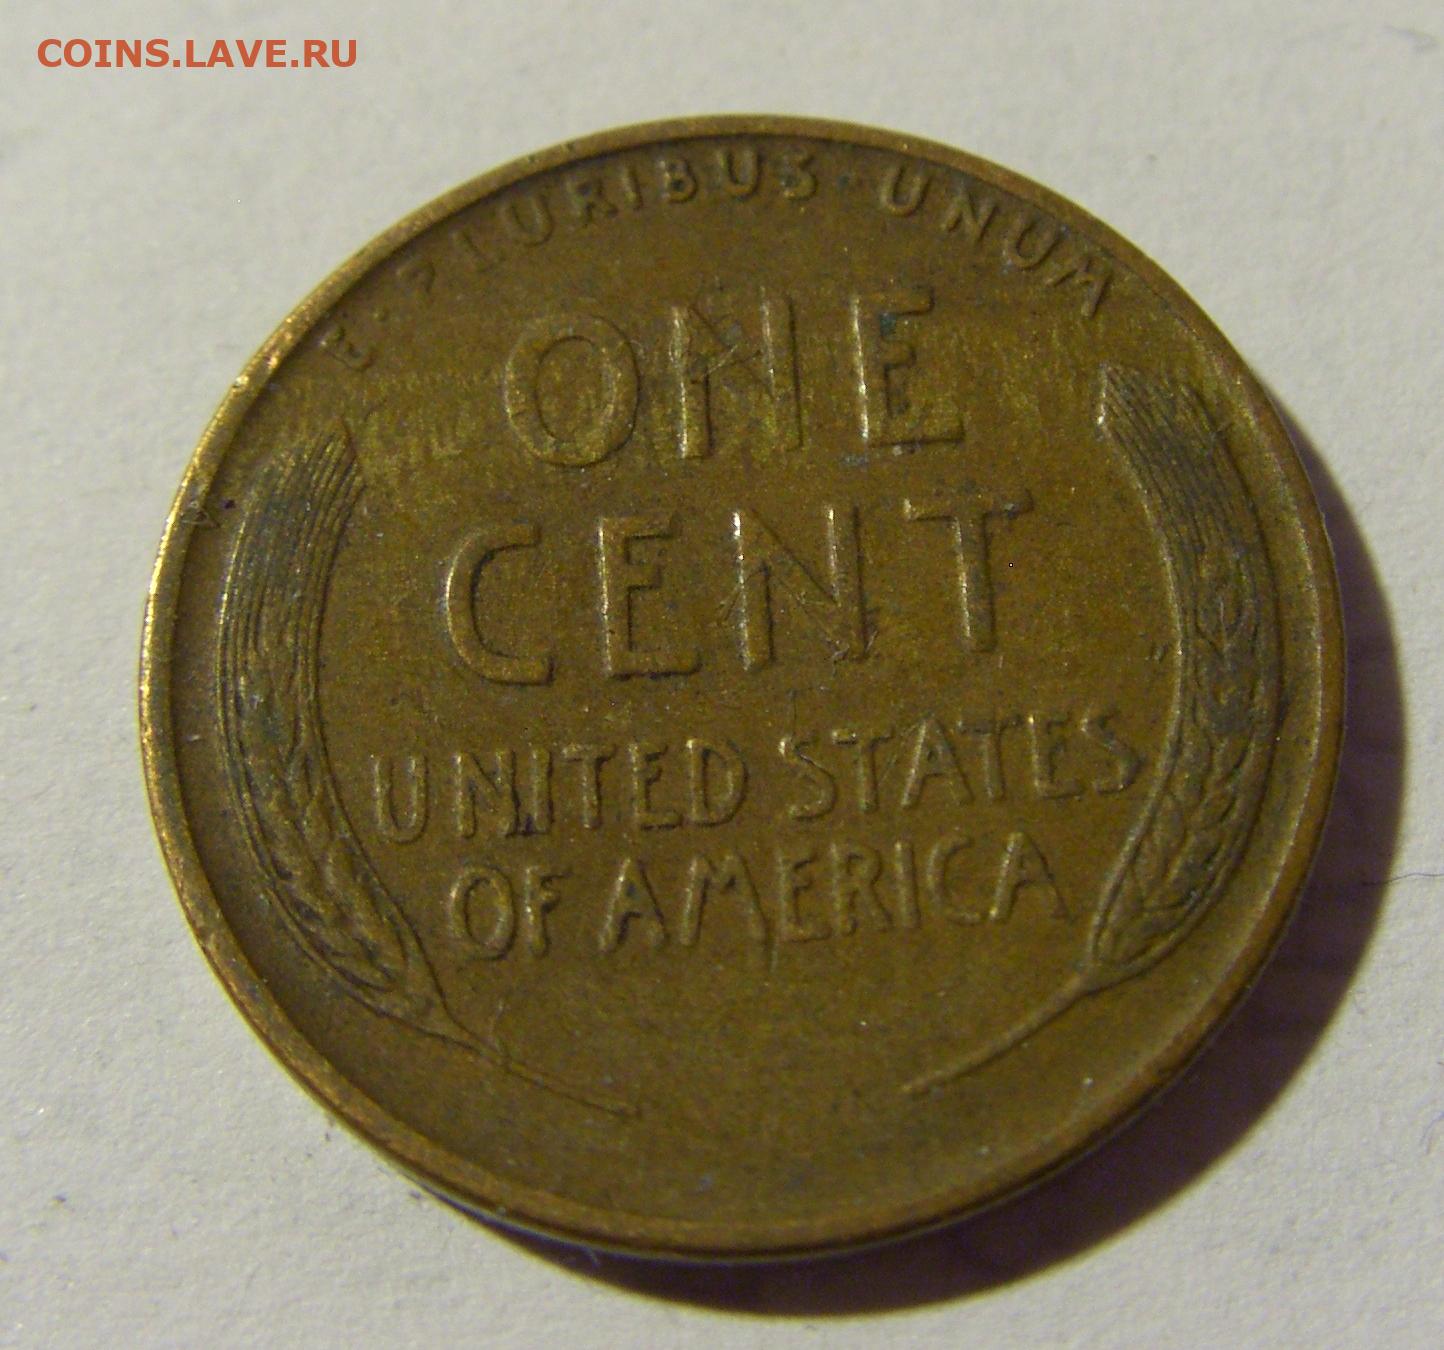 COINS.LAVE.RU
E·PLURIBUS·UNUM
ONE
CENT
UNITED STATES
OF AMERICA